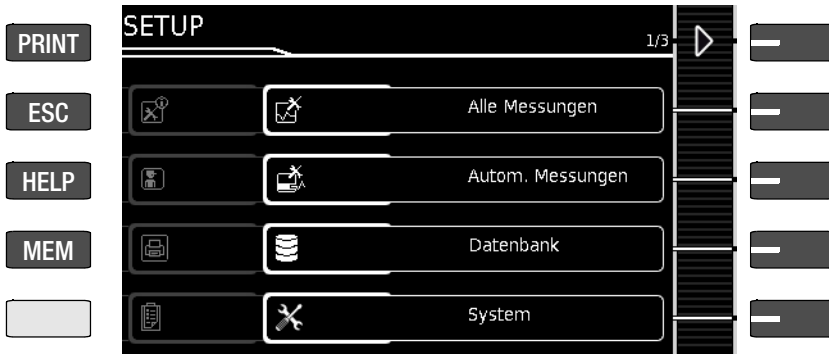 SETUP
1/3
PRINT
ESC
Alle Messungen
HELP
Autom. Messungen
MEM
Datenbank
System